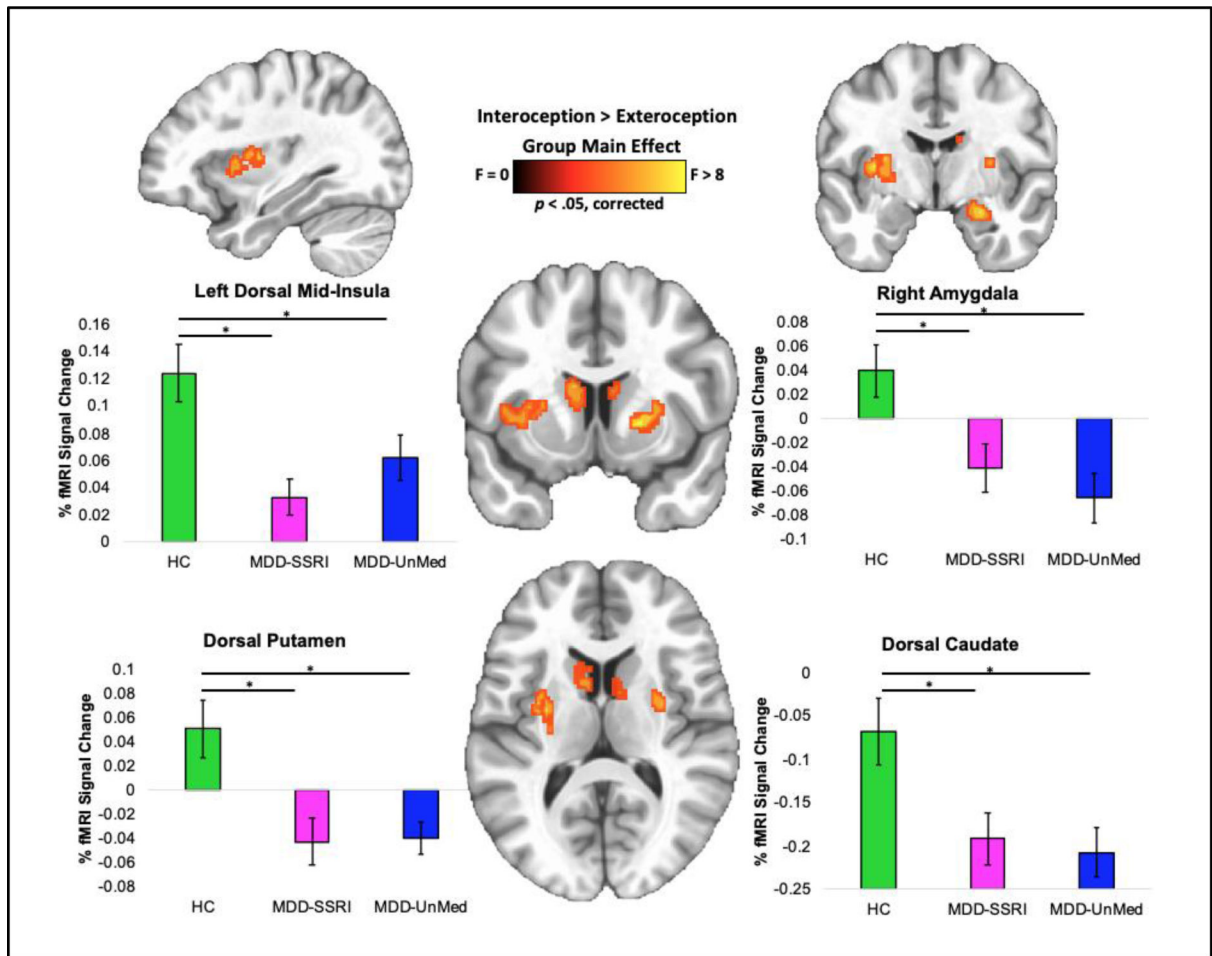 Interoception > Exteroception
Group Main Effect
F = 0
F > 8
p < .05, corrected
Left Dorsal Mid-Insula
% fMRI Signal Change
0.16
0.14
0.12
0.1
0.08
0.06
0.04
0.02
0
*
*
HC
MDD-SSRI
MDD-UnMed
Right Amygdala
% fMRI Signal Change
0.08
0.06
0.04
0.02
0
-0.02
-0.04
-0.06
-0.08
-0.1
*
*
HC
MDD-SSRI
MDD-UnMed
Dorsal Putamen
% fMRI Signal Change
0.1
0.08
0.06
0.04
0.02
0
-0.02
-0.04
-0.06
-0.08
*
*
HC
MDD-SSRI
MDD-UnMed
Dorsal Caudate
% fMRI Signal Change
0
-0.05
-0.1
-0.15
-0.2
-0.25
*
*
HC
MDD-SSRI
MDD-UnMed